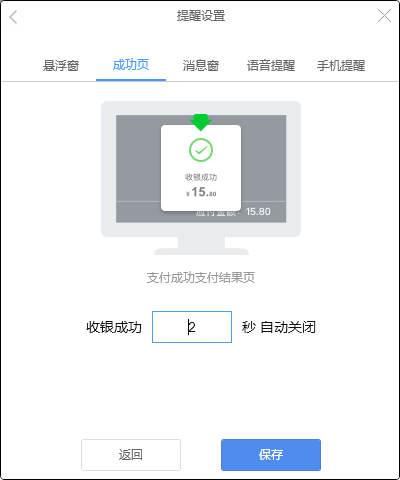 提醒设置
悬浮窗 成功页 消息窗 语音提醒 手机提醒
收银成功
¥15.80
应付金额: 15.80
支付成功支付结果页
收银成功 2 秒 自动关闭
返回 保存